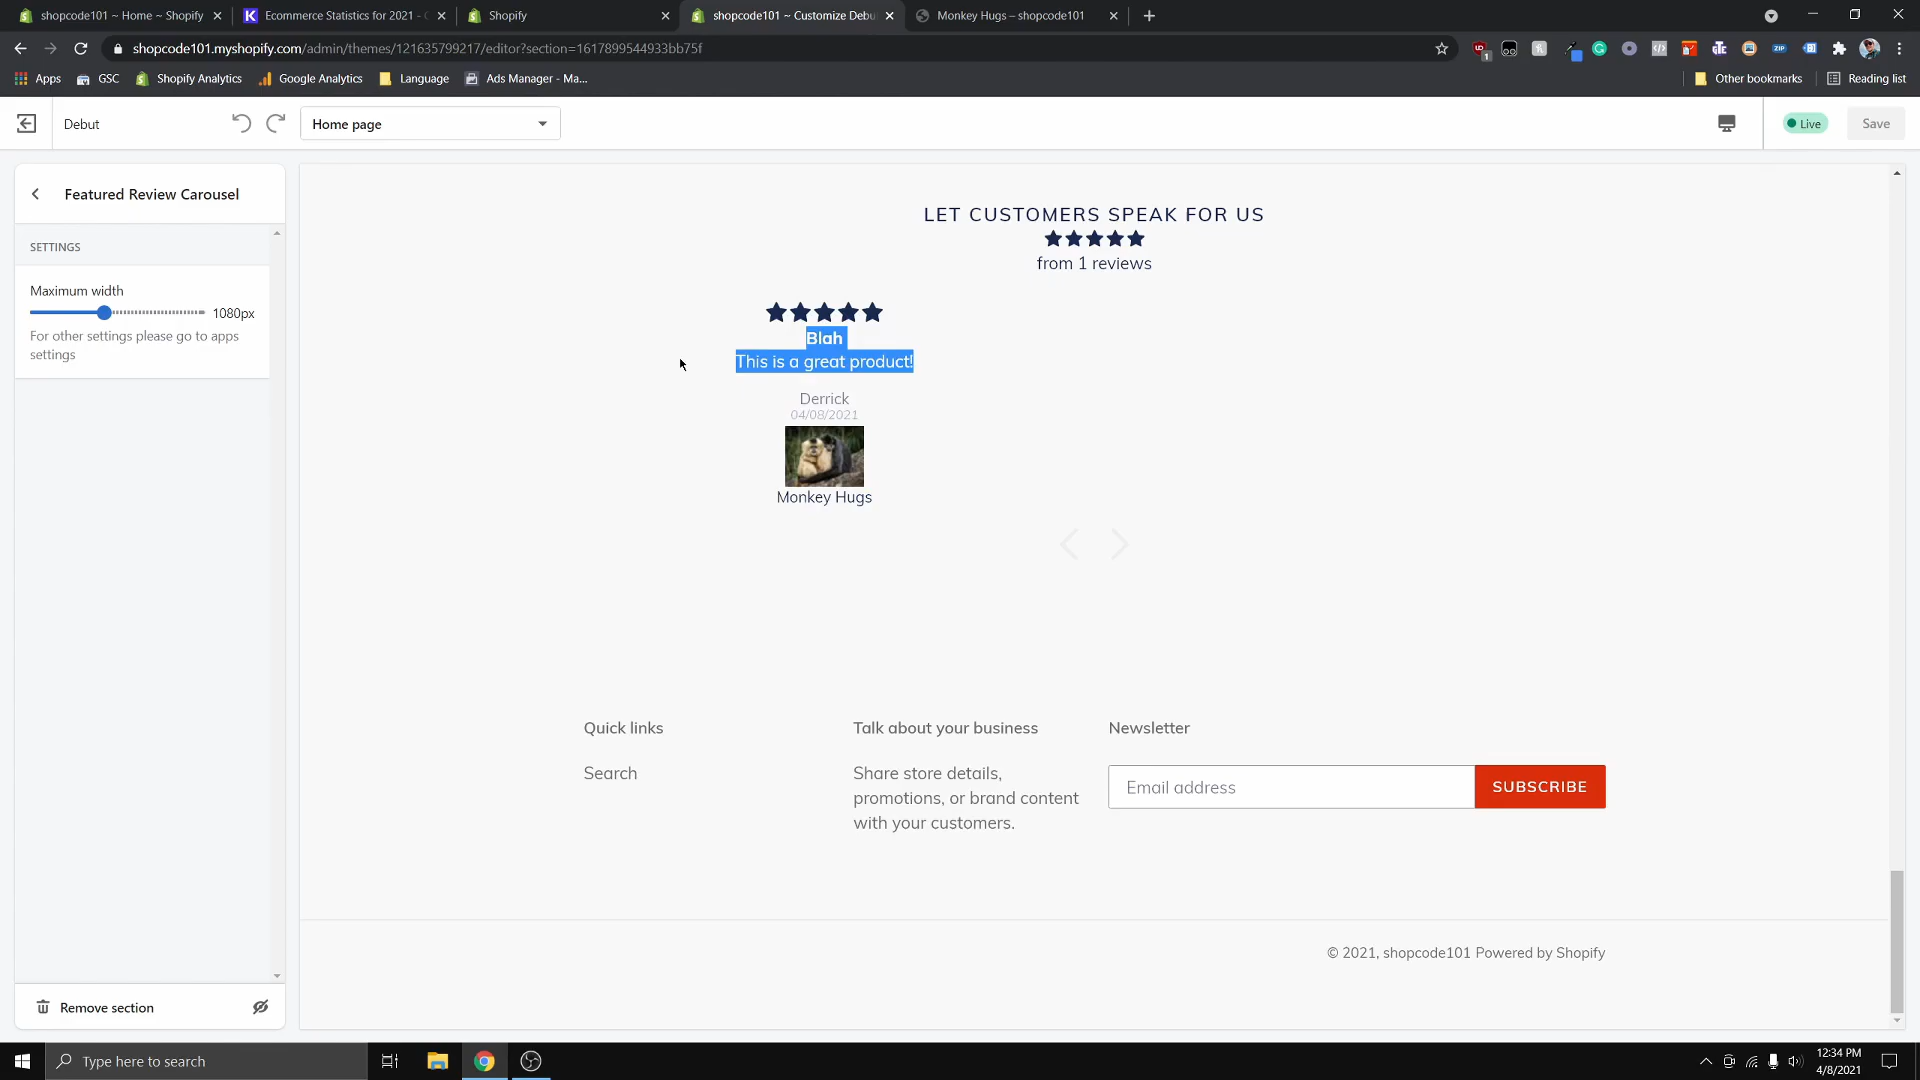 shopcode101 ~ Home ~ Shopify
Ecommerce Statistics for 2021 -
Shopify
shopcode101 ~ Customize Debu
Monkey Hugs – shopcode101
shopcode101.myshopify.com/admin/themes/121635799217/editor?section=1617899544933bb75f
Apps
GSC
Shopify Analytics
Google Analytics
Language
Ads Manager - Ma...
Other bookmarks
Reading list
Debut
Home page
Live
Save
Featured Review Carousel
SETTINGS
Maximum width
1080px
For other settings please go to apps
settings
LET CUSTOMERS SPEAK FOR US
from 1 reviews
Blah
This is a great product!
Derrick
04/08/2021
Monkey Hugs
Quick links
Talk about your business
Newsletter
Search
Share store details,
promotions, or brand content
with your customers.
Email address
SUBSCRIBE
© 2021, shopcode101 Powered by Shopify
Remove section
Type here to search
12:34 PM
4/8/2021